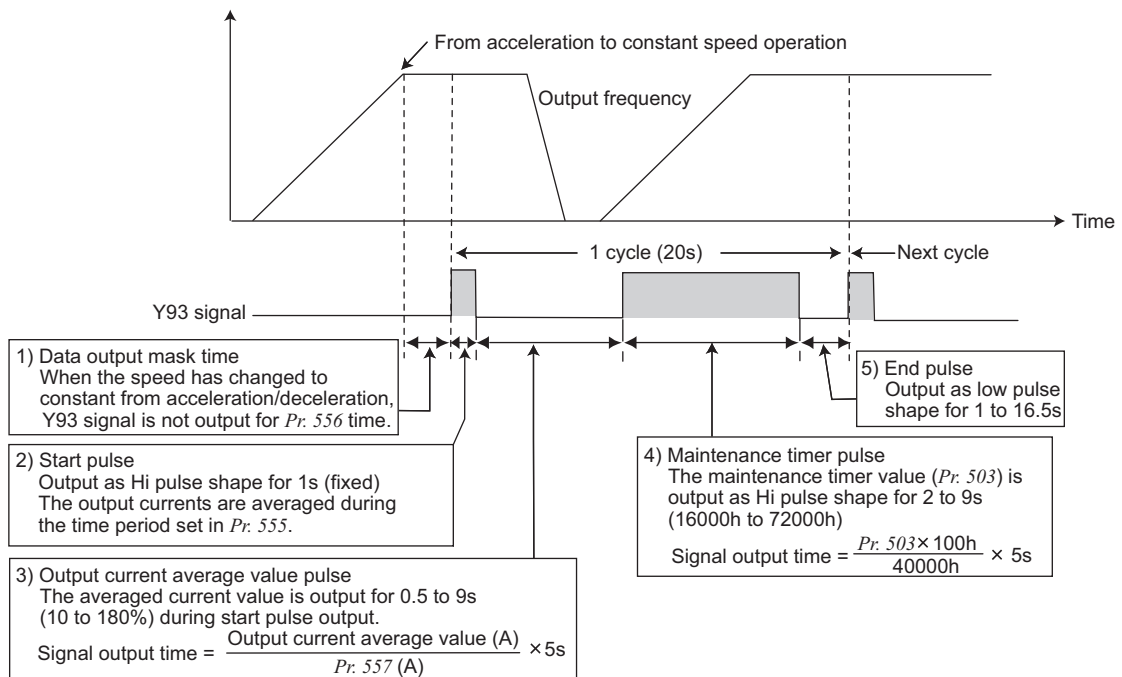 From acceleration to constant speed operation
Output frequency
Time
1 cycle (20s)
Next cycle
Y93 signal
1) Data output mask time
When the speed has changed to
constant from acceleration/deceleration,
Y93 signal is not output for Pr. 556 time.
2) Start pulse
Output as Hi pulse shape for 1s (fixed)
The output currents are averaged during
the time period set in Pr. 555.
3) Output current average value pulse
The averaged current value is output for 0.5 to 9s
(10 to 180%) during start pulse output.
Signal output time = Output current average value (A) × 5s
Pr. 557 (A)
5) End pulse
Output as low pulse
shape for 1 to 16.5s
4) Maintenance timer pulse
The maintenance timer value (Pr. 503) is
output as Hi pulse shape for 2 to 9s
(16000h to 72000h)
Signal output time = Pr. 503 × 100h × 5s
40000h